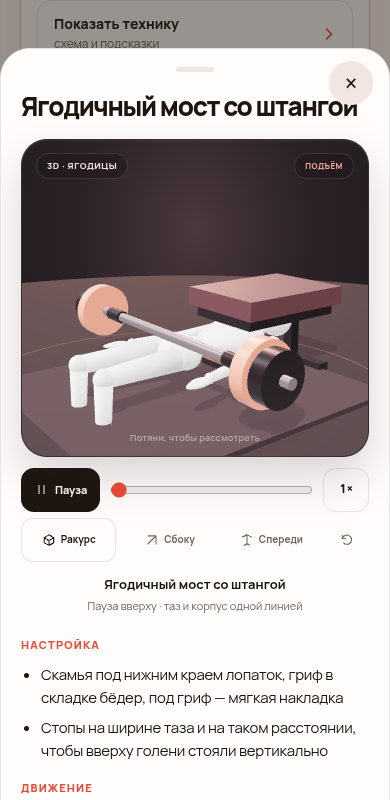 Показать технику
схема и подсказки
Ягодичный мост со штангой
×
3D · ЯГОДИЦЫ
ПОДЪЁМ
Потяни, чтобы рассмотреть
Пауза
1×
Ракурс
Сбоку
Спереди
Ягодичный мост со штангой
Пауза вверху · таз и корпус одной линией
НАСТРОЙКА
• Скамья под нижним краем лопаток, гриф в
складке бёдер, под гриф — мягкая накладка
• Стопы на ширине таза и на таком расстоянии,
чтобы вверху голени стояли вертикально
ДВИЖЕНИЕ